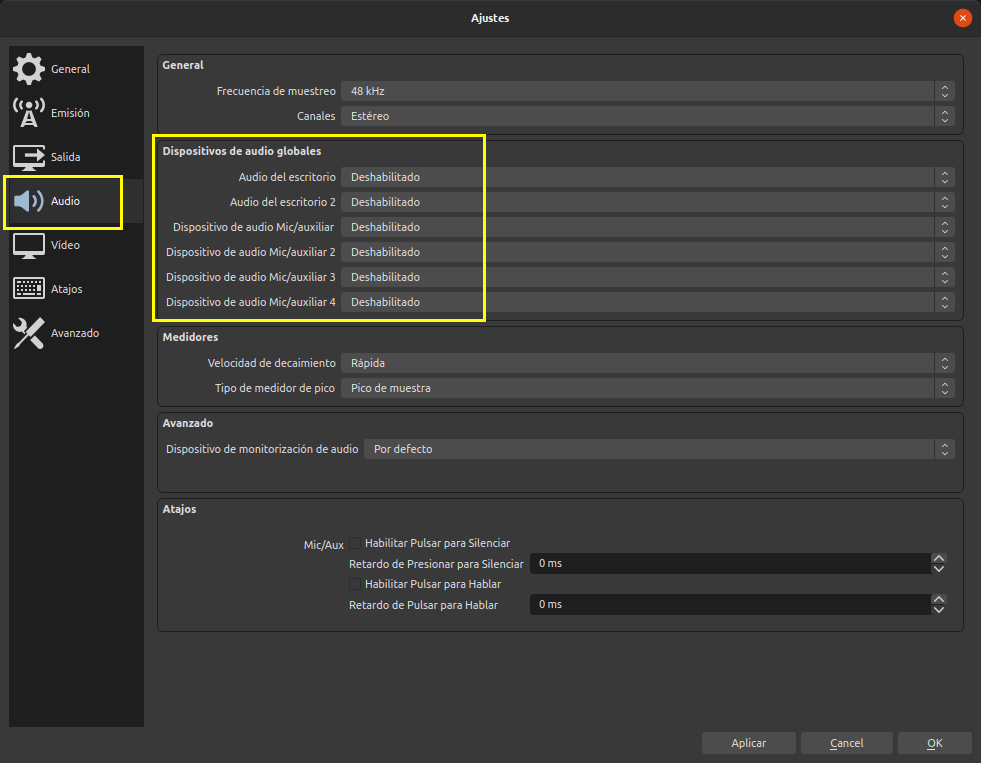 Ajustes
General
Emisión
Salida
Audio
Vídeo
Atajos
Avanzado
General
Frecuencia de muestreo 48 kHz
Canales Estéreo
Dispositivos de audio globales
Audio del escritorio Deshabilitado
Audio del escritorio 2 Deshabilitado
Dispositivo de audio Mic/auxiliar Deshabilitado
Dispositivo de audio Mic/auxiliar 2 Deshabilitado
Dispositivo de audio Mic/auxiliar 3 Deshabilitado
Dispositivo de audio Mic/auxiliar 4 Deshabilitado
Medidores
Velocidad de decaimiento Rápida
Tipo de medidor de pico Pico de muestra
Avanzado
Dispositivo de monitorización de audio Por defecto
Atajos
Mic/Aux Habilitar Pulsar para Silenciar
Retardo de Presionar para Silenciar 0 ms
Habilitar Pulsar para Hablar
Retardo de Pulsar para Hablar 0 ms
Aplicar Cancel OK